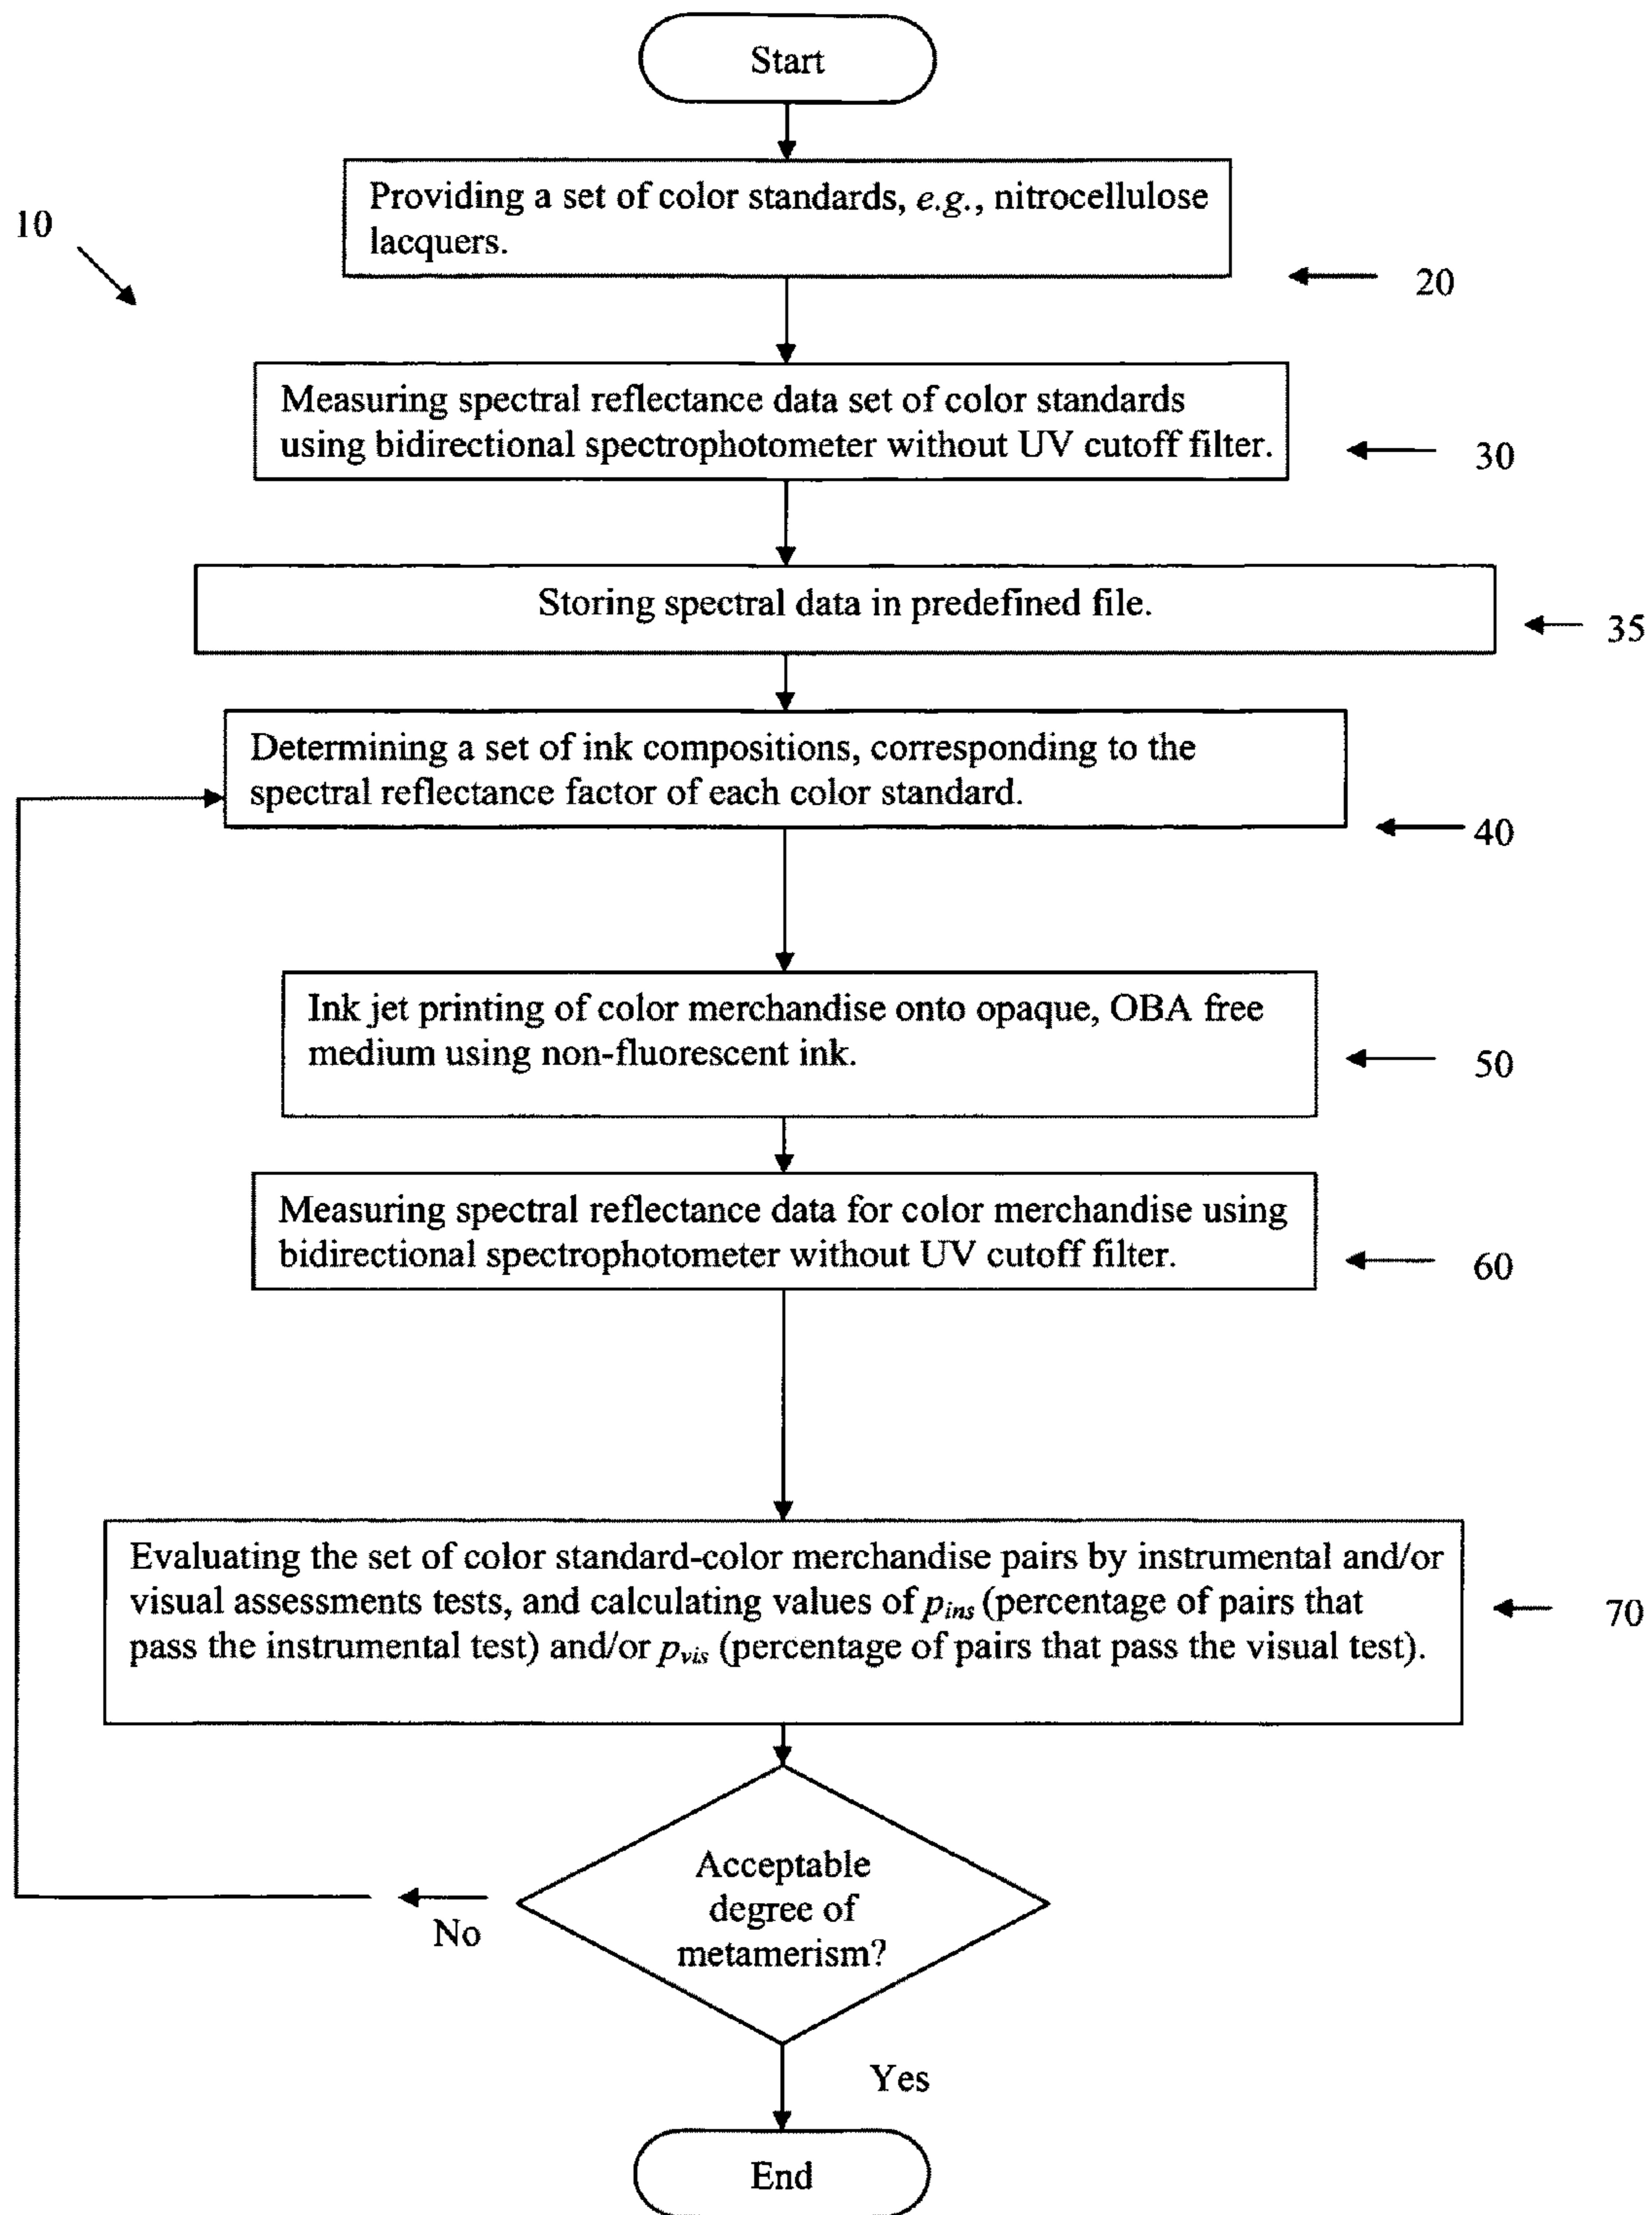 Start
Providing a set of color standards, e.g., nitrocellulose
lacquers.
10
20
Measuring spectral reflectance data set of color standards
using bidirectional spectrophotometer without UV cutoff filter.
30
Storing spectral data in predefined file.
35
Determining a set of ink compositions, corresponding to the
spectral reflectance factor of each color standard.
40
Ink jet printing of color merchandise onto opaque, OBA free
medium using non-fluorescent ink.
50
Measuring spectral reflectance data for color merchandise using
bidirectional spectrophotometer without UV cutoff filter.
60
Evaluating the set of color standard-color merchandise pairs by instrumental and/or
visual assessments tests, and calculating values of pins (percentage of pairs that
pass the instrumental test) and/or pvis (percentage of pairs that pass the visual test).
70
Acceptable
degree of
metamerism?
No
Yes
End